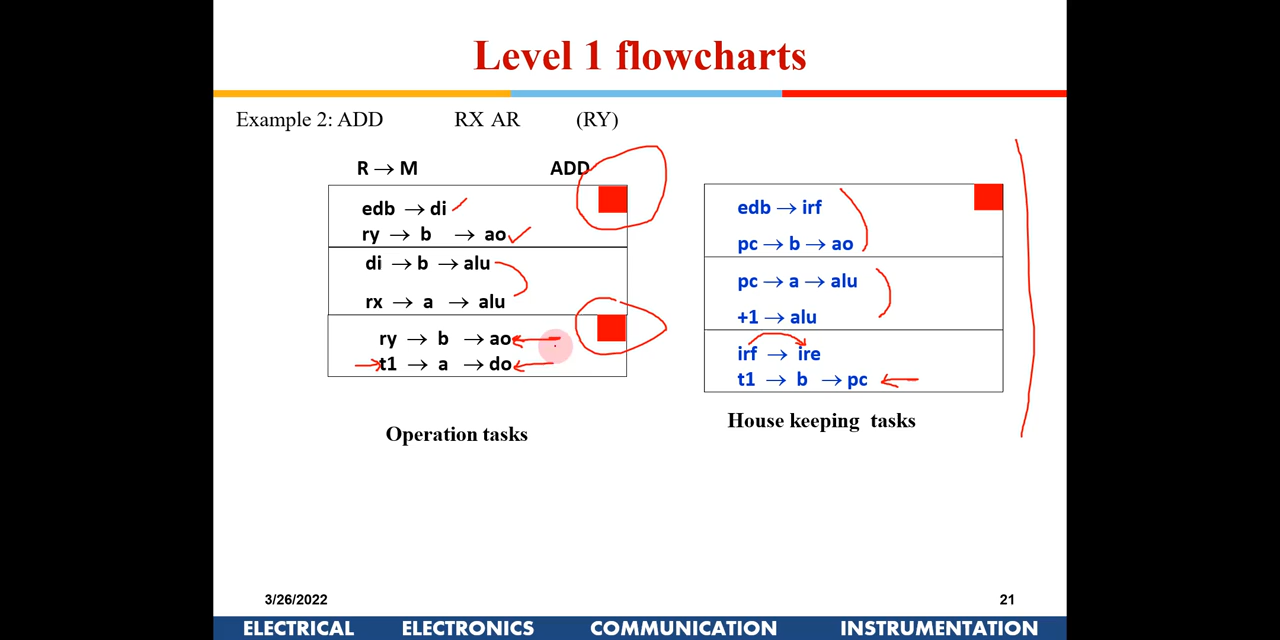 Level 1 flowcharts
Example 2: ADD RX AR (RY)
R → M ADD
edb → di
ry → b → ao
di → b → alu
rx → a → alu
ry → b → ao
t1 → a → do
Operation tasks
edb → irf
pc → b → ao
pc → a → alu
+1 → alu
irf → ire
t1 → b → pc
House keeping tasks
3/26/2022
21
ELECTRICAL ELECTRONICS COMMUNICATION INSTRUMENTATION